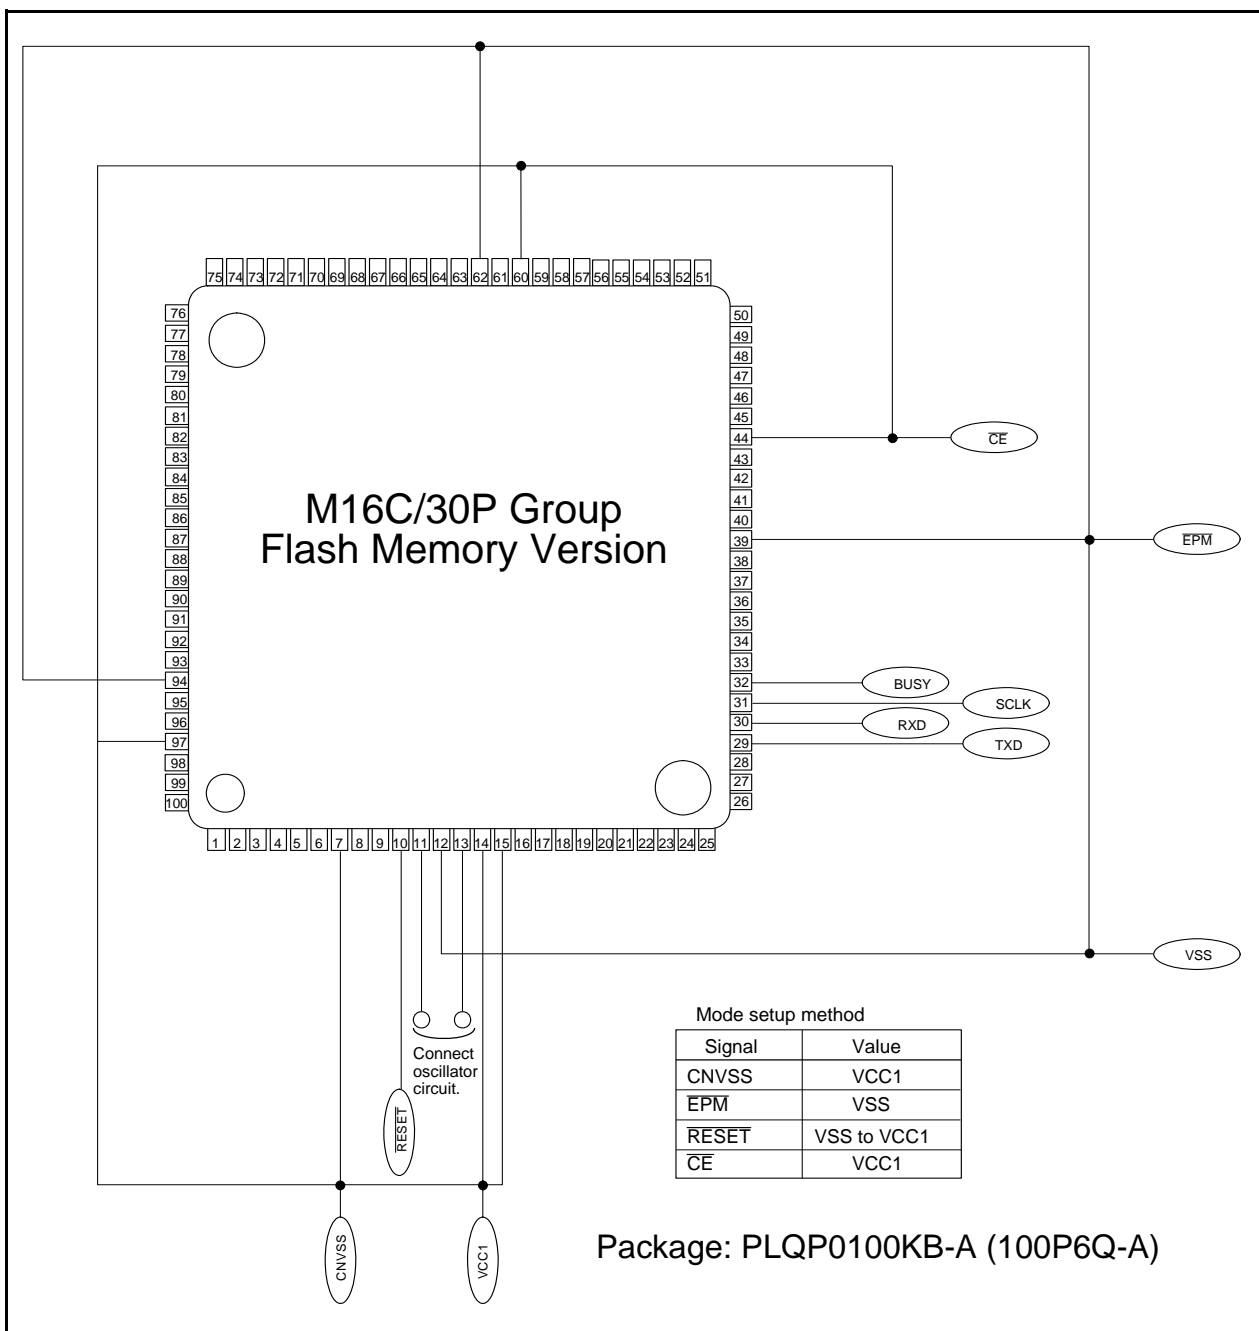 75 74 73 72 71 70 69 68 67 66 65 64 63 62 61 60 59 58 57 56 55 54 53 52 51
76
77
78
79
80
81
82
83
84
85
86
87
88
89
90
91
92
93
94
95
96
97
98
99
100
50
49
48
47
46
45
44
43
42
41
40
39
38
37
36
35
34
33
32
31
30
29
28
27
26
M16C/30P Group
Flash Memory Version
CE
EPM
BUSY
SCLK
RXD
TXD
1 2 3 4 5 6 7 8 9 10 11 12 13 14 15 16 17 18 19 20 21 22 23 24 25
VSS
Connect
oscillator
circuit.
RESET
CNVSS
VCC1
Mode setup method
Signal Value
CNVSS VCC1
EPM VSS
RESET VSS to VCC1
CE VCC1
Package: PLQP0100KB-A (100P6Q-A)